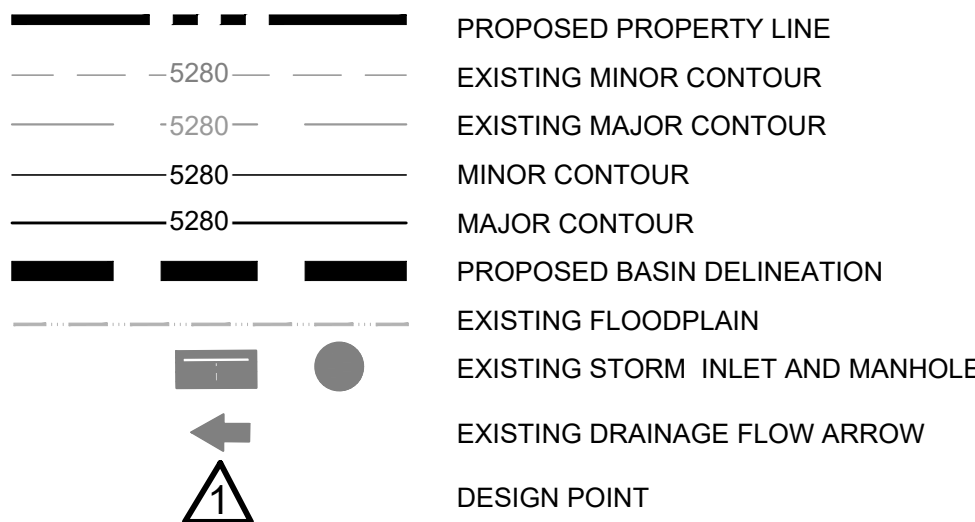 PROPOSED PROPERTY LINE
5280 EXISTING MINOR CONTOUR
5280 EXISTING MAJOR CONTOUR
5280 MINOR CONTOUR
5280 MAJOR CONTOUR
PROPOSED BASIN DELINEATION
EXISTING FLOODPLAIN
EXISTING STORM INLET AND MANHOLE
EXISTING DRAINAGE FLOW ARROW
1 DESIGN POINT